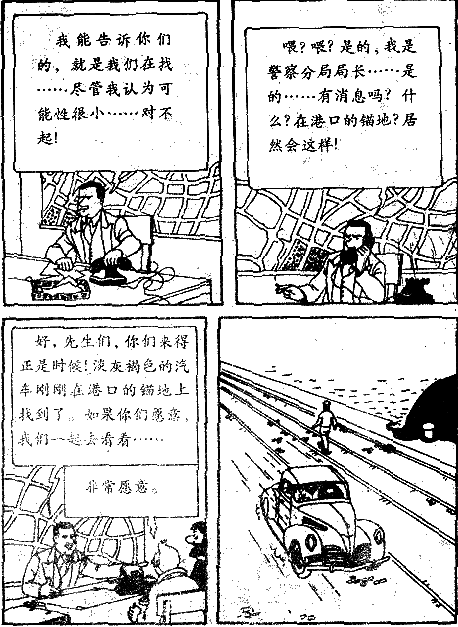 我能告诉你们
的，就是我们在找
……尽管我认为可
能性很小……对不
起！
喂？喂？是的，我是
警察分局局长……是
的……有消息吗？什
么？在港口的锚地？居
然会这样！
好，先生们，你们来得
正是时候！淡灰褐色的汽
车刚刚在港口的锚地上
找到了。如果你们愿意，
我们一起去看看……
非常愿意。